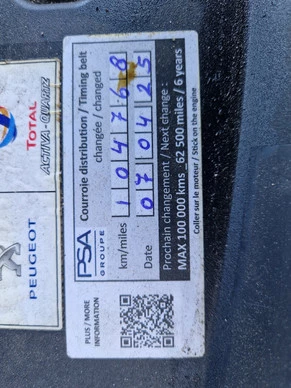 TOTAL
ACTIVA - QUARTZ
PEUGEOT
PSA
GROUPE
Courroie distribution / Timing belt
changée / changed
km/miles 104768
Date 070425
Prochain changement / Next change :
MAX 100 000 kms _ 62 500 miles / 6 years
Coller sur le moteur / Stick on the engine
PLUS / MORE
INFORMATION